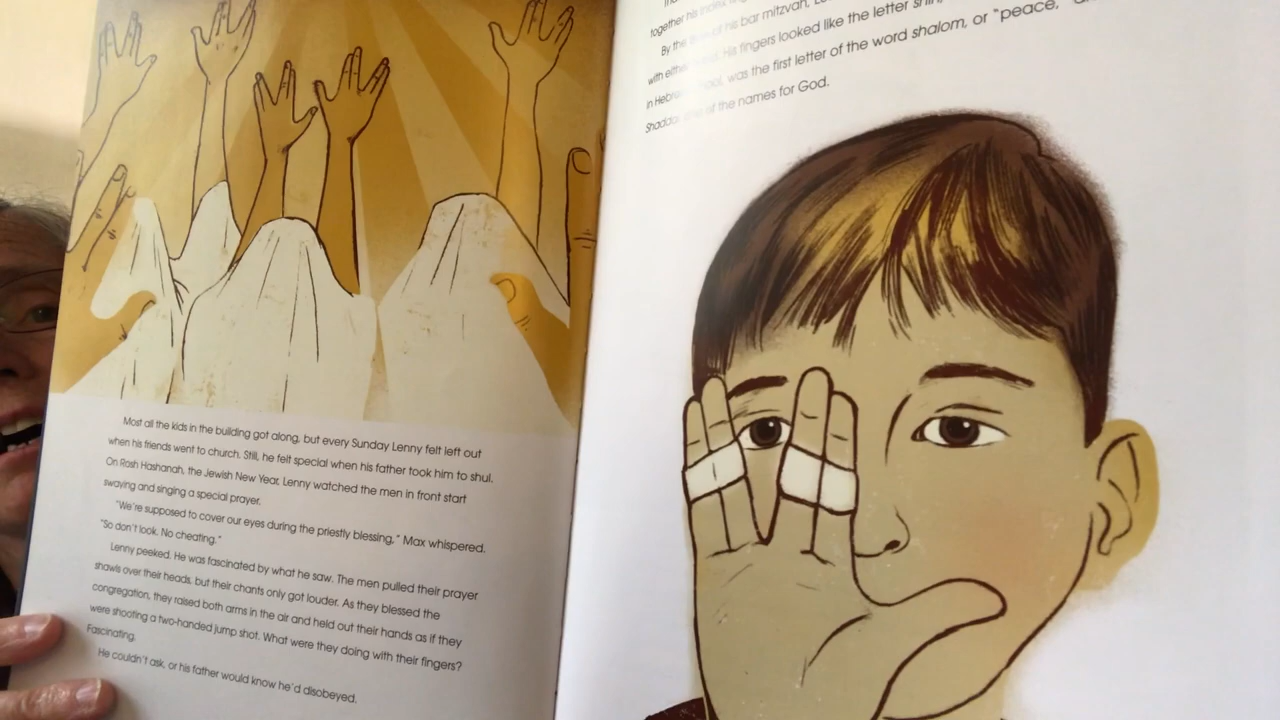 Most all the kids in the building got along, but every Sunday Lenny felt left out
when his friends went to church. Still, he felt special when his father took him to shul.
On Rosh Hashanah, the Jewish New Year, Lenny watched the men in front start
swaying and singing a special prayer.
"We're supposed to cover our eyes during the priestly blessing," Max whispered.
"So don't look. No cheating."
Lenny peeked. He was fascinated by what he saw. The men pulled their prayer
shawls over their heads, but their chants only got louder. As they blessed the
congregation, they raised both arms in the air and held out their hands as if they
were shooting a two-handed jump shot. What were they doing with their fingers?
Fascinating.
He couldn't ask, or his father would know he'd disobeyed.
together his index
By the of his bar mitzvah,
with either His fingers looked like the letter shin,
in Hebrew was the first letter of the word shalom, or "peace,"
of the names for God.